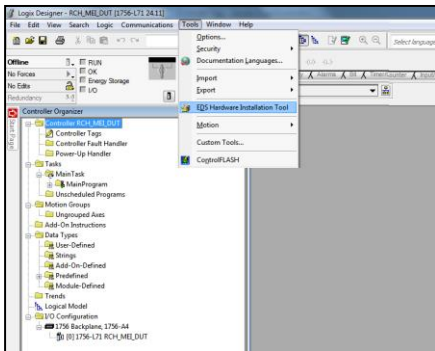 Logix Designer - RCH_MEI_DUT [1756-L71 24.11]
File Edit View Search Logic Communications Tools Window Help
Select language
Offline
RUN
No Forces
OK
Energy Storage
No Edits
I/O
Redundancy
Options...
Security
Documentation Languages...
Import
Export
EDS Hardware Installation Tool
Motion
Custom Tools...
ControlFLASH
Alarms
Bit
Timer/Counter
Start Page
Controller Organizer
Controller RCH_MEI_DUT
Controller Tags
Controller Fault Handler
Power-Up Handler
Tasks
MainTask
MainProgram
Unscheduled Programs
Motion Groups
Ungrouped Axes
Add-On Instructions
Data Types
User-Defined
Strings
Add-On-Defined
Predefined
Module-Defined
Trends
Logical Model
I/O Configuration
1756 Backplane, 1756-A4
[0] 1756-L71 RCH_MEI_DUT